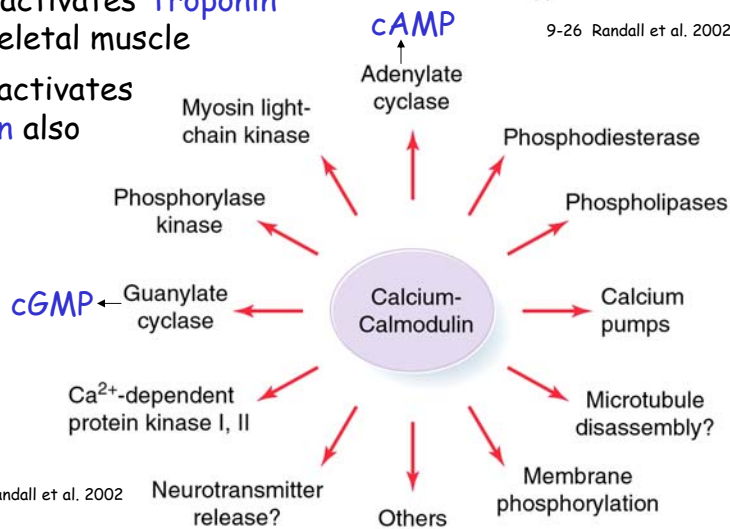 activates Troponin
eletal muscle
activates
n also
cAMP
9-26 Randall et al. 2002
Adenylate
cyclase
Myosin light-
chain kinase
Phosphodiesterase
Phosphorylase
kinase
Phospholipases
cGMP
Guanylate
cyclase
Calcium-
Calmodulin
Calcium
pumps
Ca²⁺-dependent
protein kinase I, II
Microtubule
disassembly?
Neurotransmitter
release?
Others
Membrane
phosphorylation
andall et al. 2002